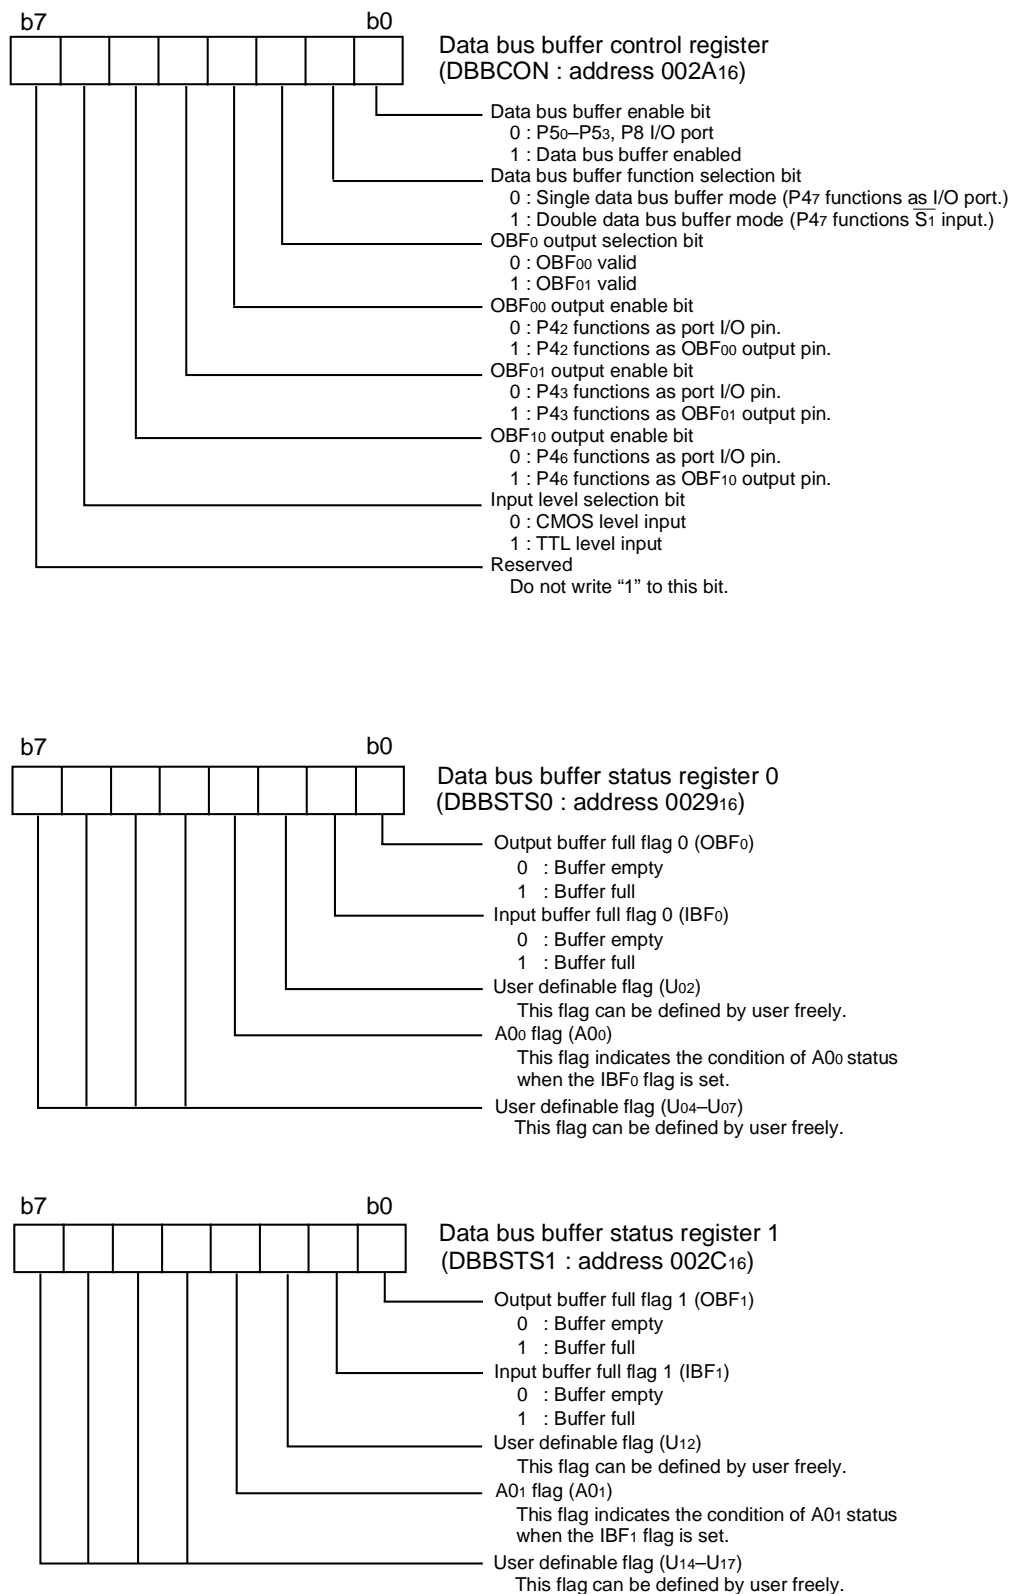 b7 b0
Data bus buffer control register
(DBBCON : address 002A16)
Data bus buffer enable bit
0 : P50–P53, P8 I/O port
1 : Data bus buffer enabled
Data bus buffer function selection bit
0 : Single data bus buffer mode (P47 functions as I/O port.)
1 : Double data bus buffer mode (P47 functions S̅1̅ input.)
OBF0 output selection bit
0 : OBF00 valid
1 : OBF01 valid
OBF00 output enable bit
0 : P42 functions as port I/O pin.
1 : P42 functions as OBF00 output pin.
OBF01 output enable bit
0 : P43 functions as port I/O pin.
1 : P43 functions as OBF01 output pin.
OBF10 output enable bit
0 : P46 functions as port I/O pin.
1 : P46 functions as OBF10 output pin.
Input level selection bit
0 : CMOS level input
1 : TTL level input
Reserved
Do not write “1” to this bit.
b7 b0
Data bus buffer status register 0
(DBBSTS0 : address 002916)
Output buffer full flag 0 (OBF0)
0 : Buffer empty
1 : Buffer full
Input buffer full flag 0 (IBF0)
0 : Buffer empty
1 : Buffer full
User definable flag (U02)
This flag can be defined by user freely.
A00 flag (A00)
This flag indicates the condition of A00 status
when the IBF0 flag is set.
User definable flag (U04–U07)
This flag can be defined by user freely.
b7 b0
Data bus buffer status register 1
(DBBSTS1 : address 002C16)
Output buffer full flag 1 (OBF1)
0 : Buffer empty
1 : Buffer full
Input buffer full flag 1 (IBF1)
0 : Buffer empty
1 : Buffer full
User definable flag (U12)
This flag can be defined by user freely.
A01 flag (A01)
This flag indicates the condition of A01 status
when the IBF1 flag is set.
User definable flag (U14–U17)
This flag can be defined by user freely.